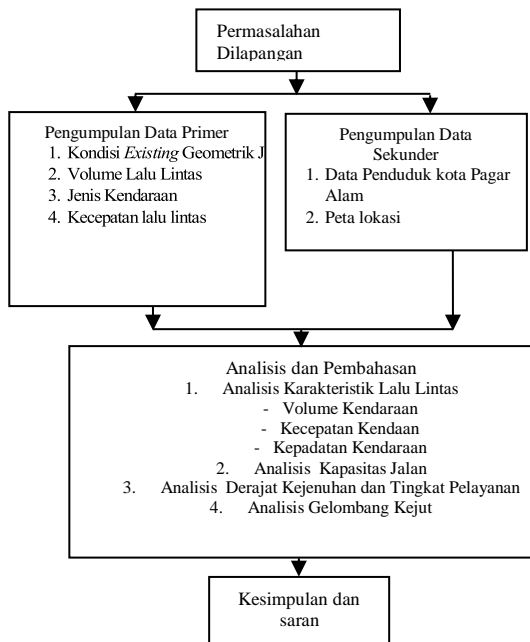 Permasalahan
Dilapangan
Pengumpulan Data Primer
1. Kondisi Existing Geometrik J
2. Volume Lalu Lintas
3. Jenis Kendaraan
4. Kecepatan lalu lintas
Pengumpulan Data
Sekunder
1. Data Penduduk kota Pagar
Alam
2. Peta lokasi
Analisis dan Pembahasan
1. Analisis Karakteristik Lalu Lintas
- Volume Kendaraan
- Kecepatan Kendaan
- Kepadatan Kendaraan
2. Analisis Kapasitas Jalan
3. Analisis Derajat Kejenuhan dan Tingkat Pelayanan
4. Analisis Gelombang Kejut
Kesimpulan dan
saran